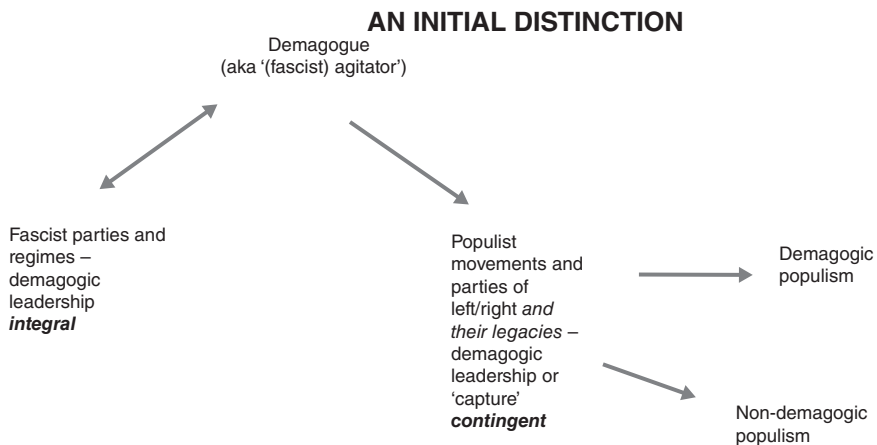 AN INITIAL DISTINCTION
Demagogue
(aka ‘(fascist) agitator’)
Fascist parties and
regimes –
demagogic
leadership
integral
Populist
movements and
parties of
left/right and
their legacies –
demagogic
leadership or
‘capture’
contingent
Demagogic
populism
Non-demagogic
populism